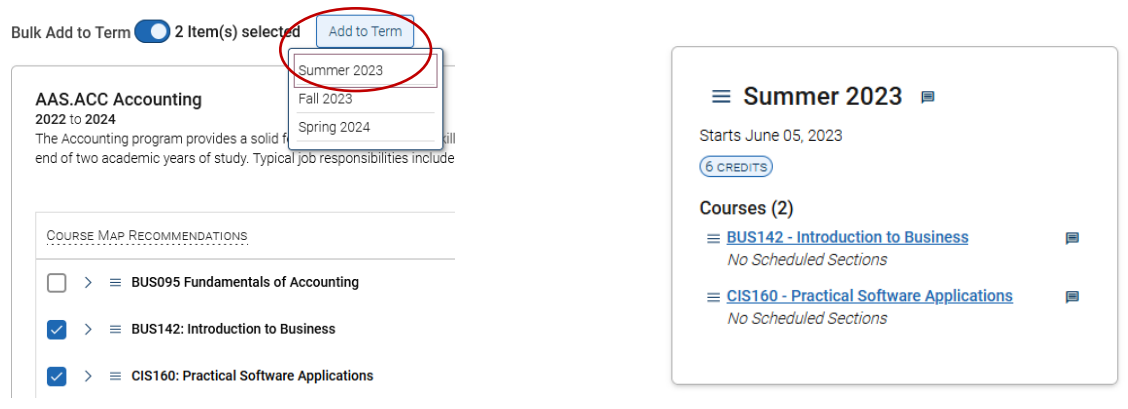 Bulk Add to Term 2 Item(s) selected Add to Term
Summer 2023
Fall 2023
Spring 2024
AAS.ACC Accounting
2022 to 2024
The Accounting program provides a solid
end of two academic years of study. Typical job responsibilities include
COURSE MAP RECOMMENDATIONS
BUS095 Fundamentals of Accounting
BUS142: Introduction to Business
CIS160: Practical Software Applications
Summer 2023
Starts June 05, 2023
6 CREDITS
Courses (2)
BUS142 - Introduction to Business
No Scheduled Sections
CIS160 - Practical Software Applications
No Scheduled Sections